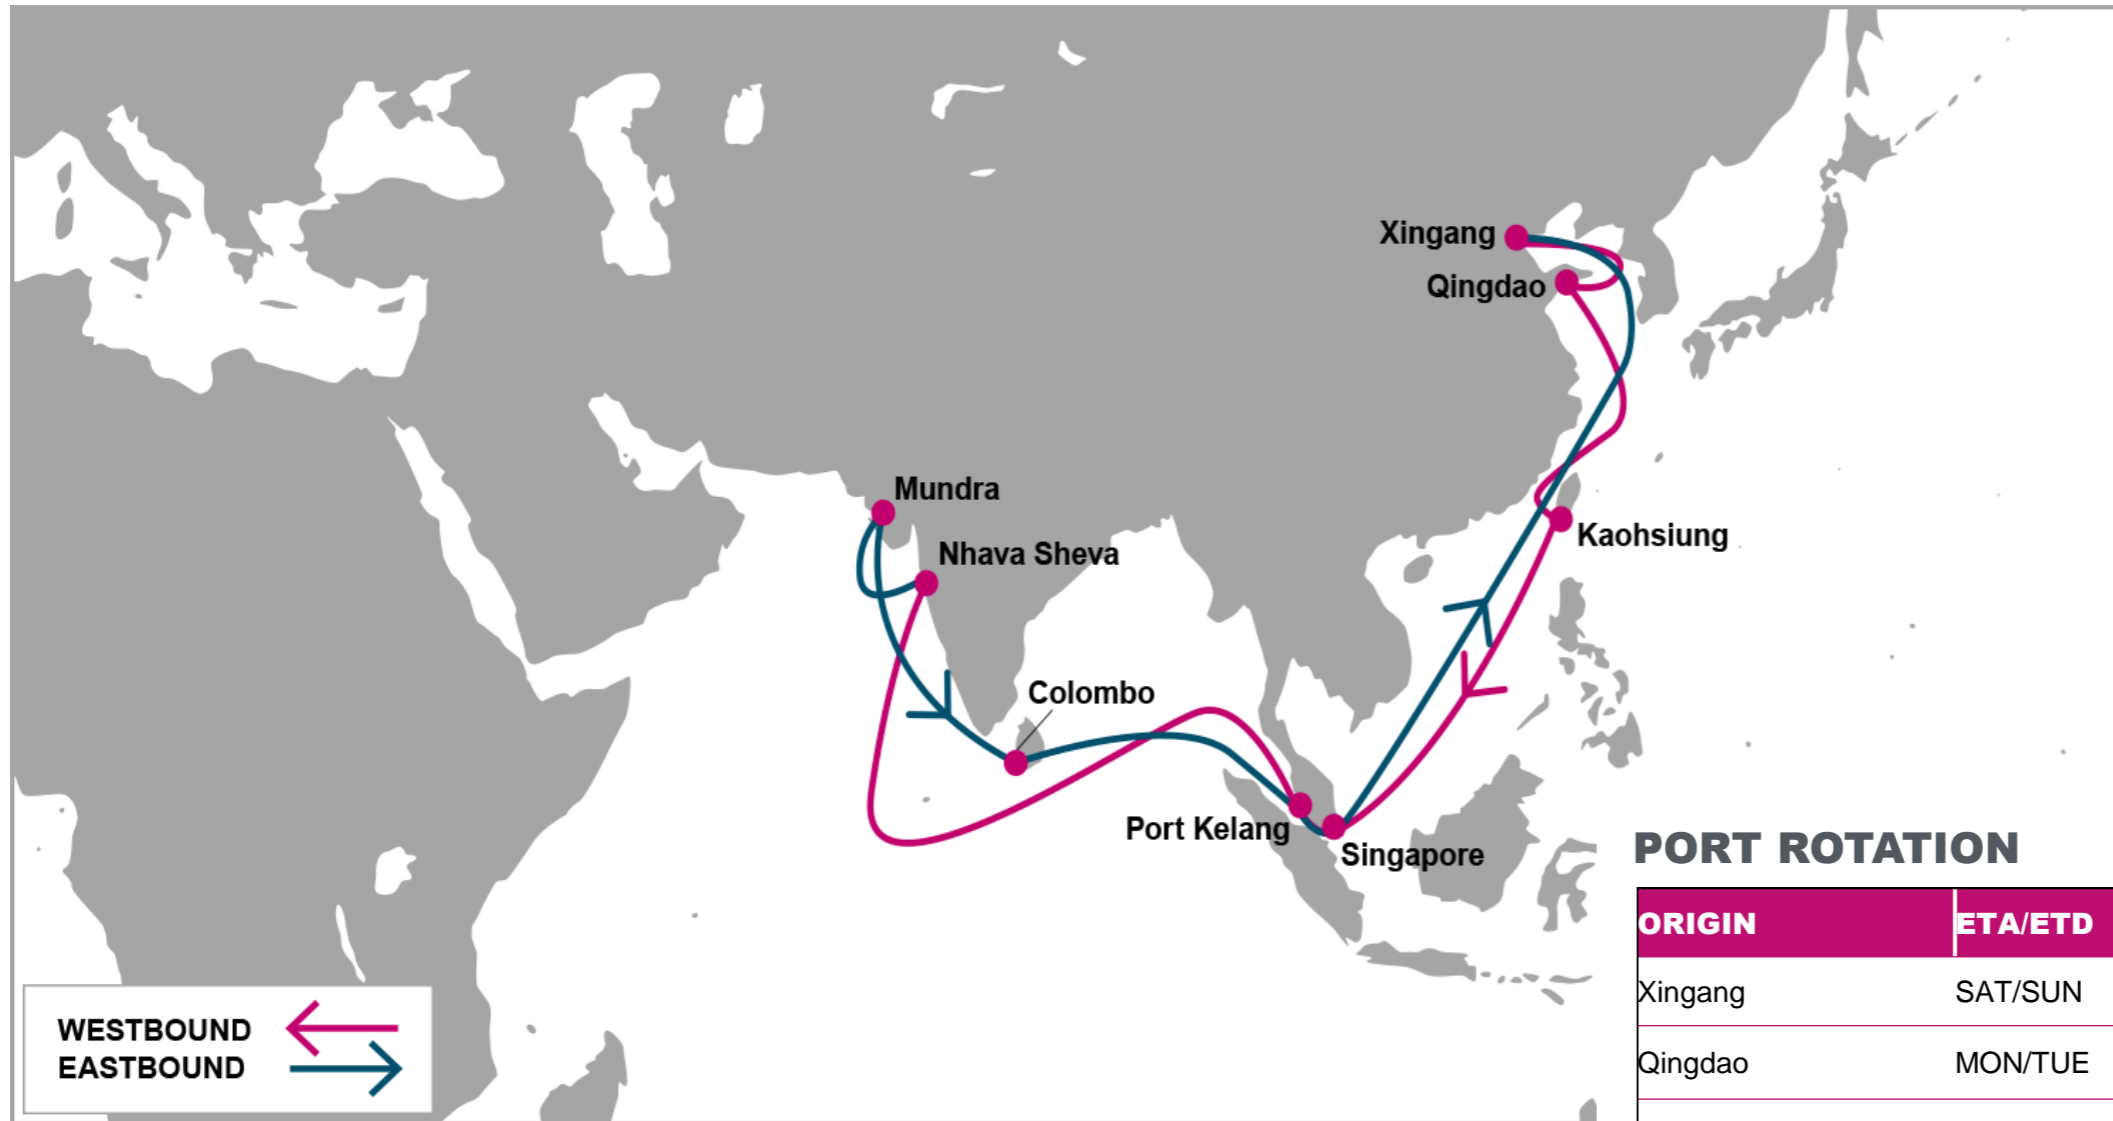 Xingang
Qingdao
Mundra
Nhava Sheva
Kaohsiung
Colombo
Port Kelang
Singapore
WESTBOUND
EASTBOUND
PORT ROTATION
ORIGIN ETA/ETD
Xingang SAT/SUN
Qingdao MON/TUE